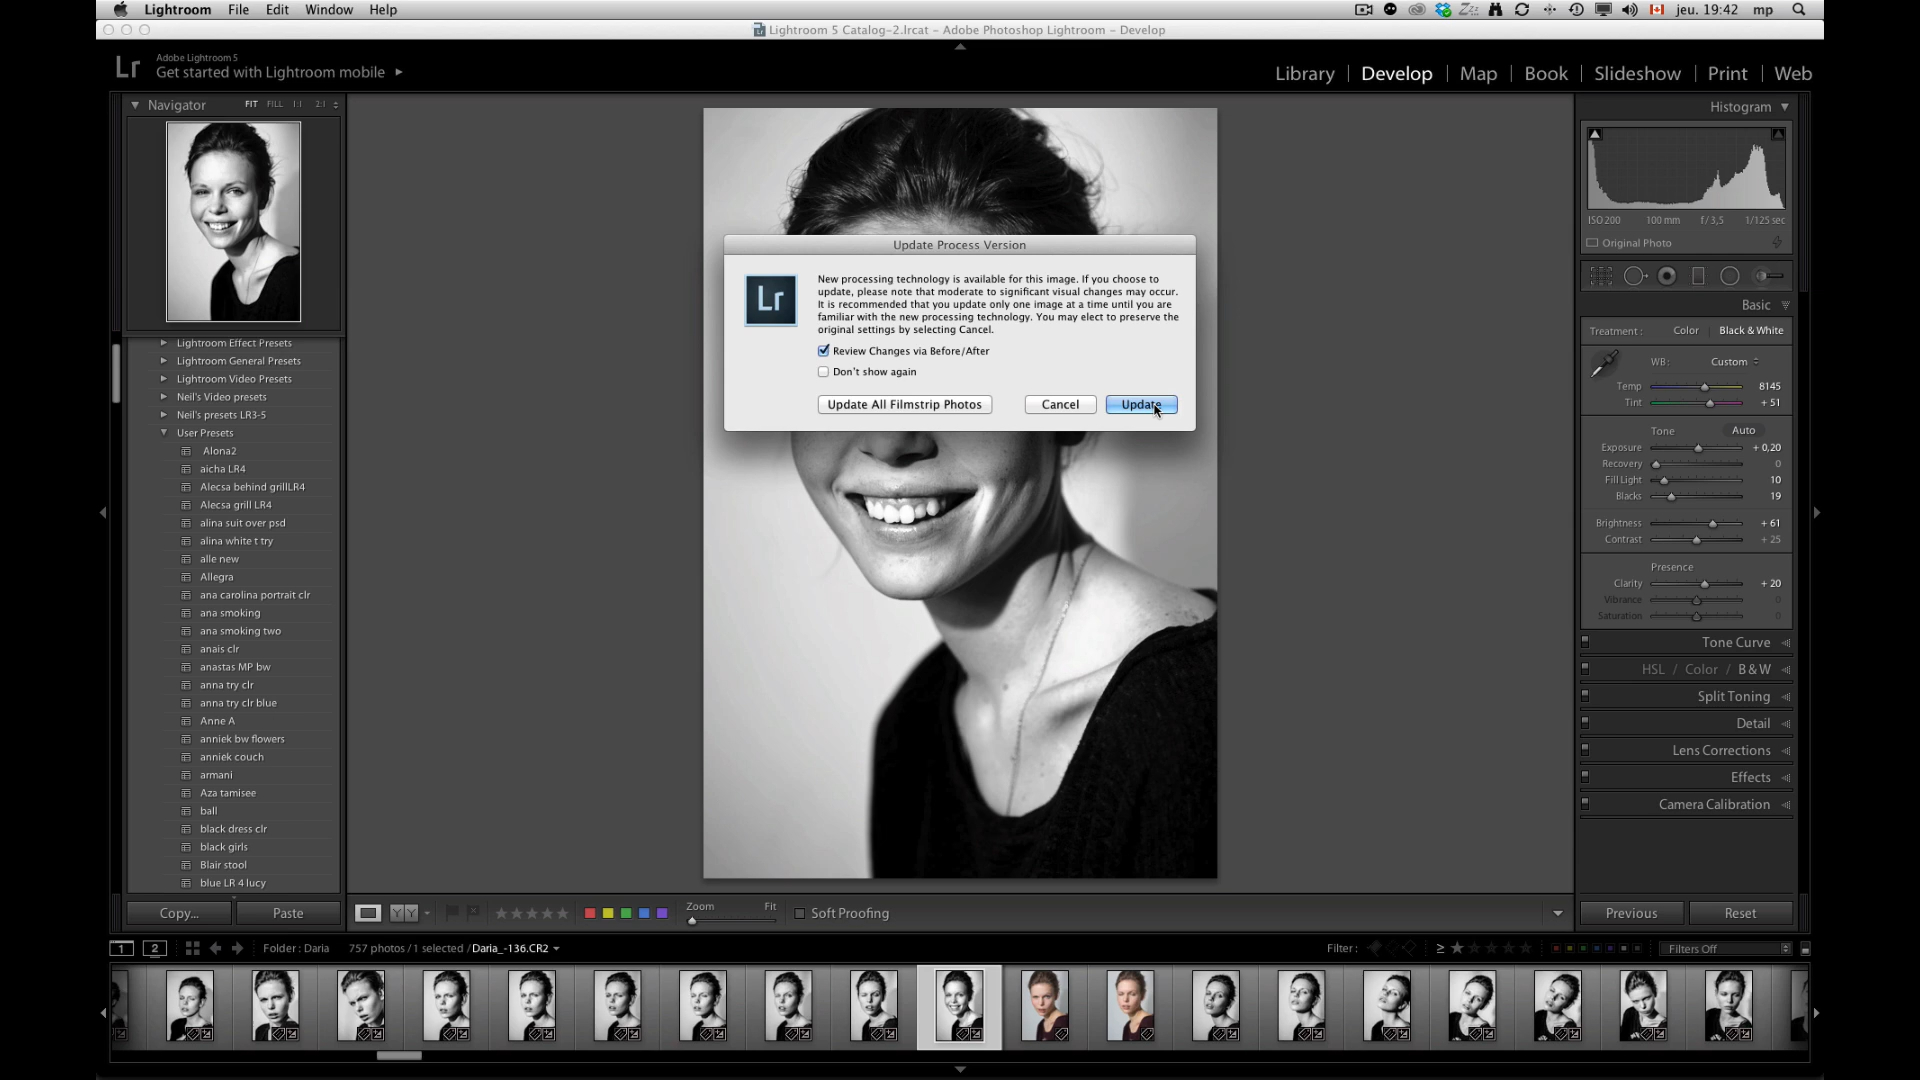 Lightroom File Edit Window Help
jeu. 19:42 mp
Lightroom 5 Catalog-2.lrcat – Adobe Photoshop Lightroom – Develop
Lr
Adobe Lightroom 5
Get started with Lightroom mobile
Library | Develop | Map | Book | Slideshow | Print | Web
Navigator FIT FILL 1:1 2:1
Lightroom Effect Presets
Lightroom General Presets
Lightroom Video Presets
Neil's Video presets
Neil's presets LR3-5
User Presets
Alona2
aicha LR4
Alecsa behind grillLR4
Alecsa grill LR4
alina suit over psd
alina white t try
alle new
Allegra
ana carolina portrait clr
ana smoking
ana smoking two
anais clr
anastas MP bw
anna try clr
anna try clr blue
Anne A
anniek bw flowers
anniek couch
armani
Aza tamisee
ball
black dress clr
black girls
Blair stool
blue LR 4 lucy
Copy... Paste
Update Process Version
Lr
New processing technology is available for this image. If you choose to
update, please note that moderate to significant visual changes may occur.
It is recommended that you update only one image at a time until you are
familiar with the new processing technology. You may elect to preserve the
original settings by selecting Cancel.
Review Changes via Before/After
Don't show again
Update All Filmstrip Photos Cancel Update
Histogram
ISO 200 100 mm f/3,5 1/125 sec
Original Photo
Basic
Treatment : Color Black & White
WB : Custom
Temp 8145
Tint + 51
Tone Auto
Exposure + 0,20
Recovery 0
Fill Light 10
Blacks 19
Brightness + 61
Contrast + 25
Presence
Clarity + 20
Vibrance 0
Saturation 0
Tone Curve
HSL / Color / B & W
Split Toning
Detail
Lens Corrections
Effects
Camera Calibration
Previous Reset
YY Zoom Fit Soft Proofing
1 2 Folder : Daria 757 photos / 1 selected / Daria_-136.CR2
Filter : ≥ Filters Off